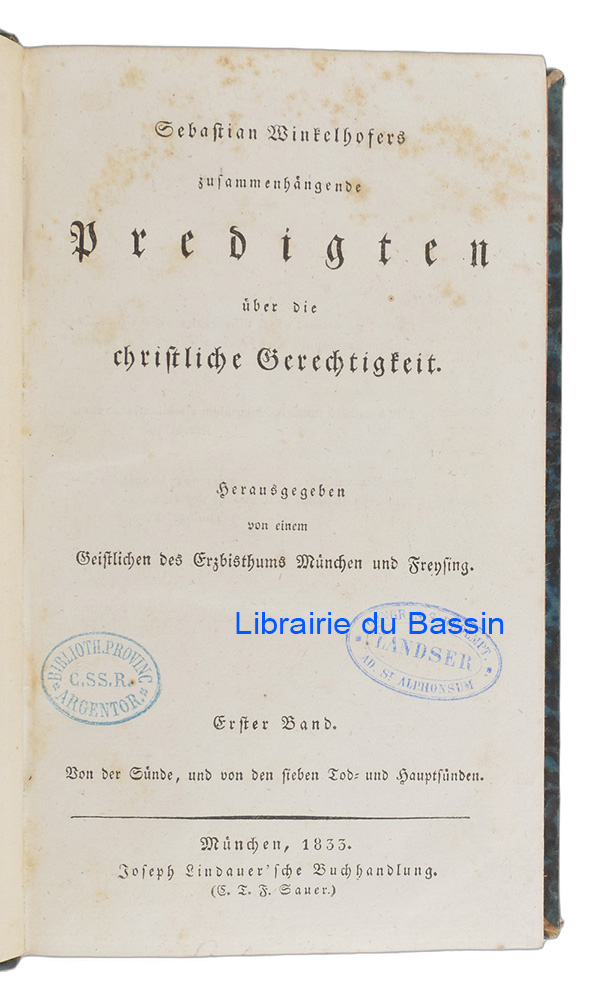 Sebastian Winkelhofers
zusammenhängende
Predigten
über die
christliche Gerechtigkeit.
Herausgegeben
von einem
Geistlichen des Erzbisthums München und Freysing.
Librairie du Bassin
BIBLIOTH. PROVINC
C.SS.R.
ARGENTOR.
LANDSER
AD. St ALPHONSUM
Erster Band.
Von der Sünde, und von den sieben Tod- und Hauptsünden.
München, 1833.
Joseph Lindauer'sche Buchhandlung.
(C. T. F. Sauer.)